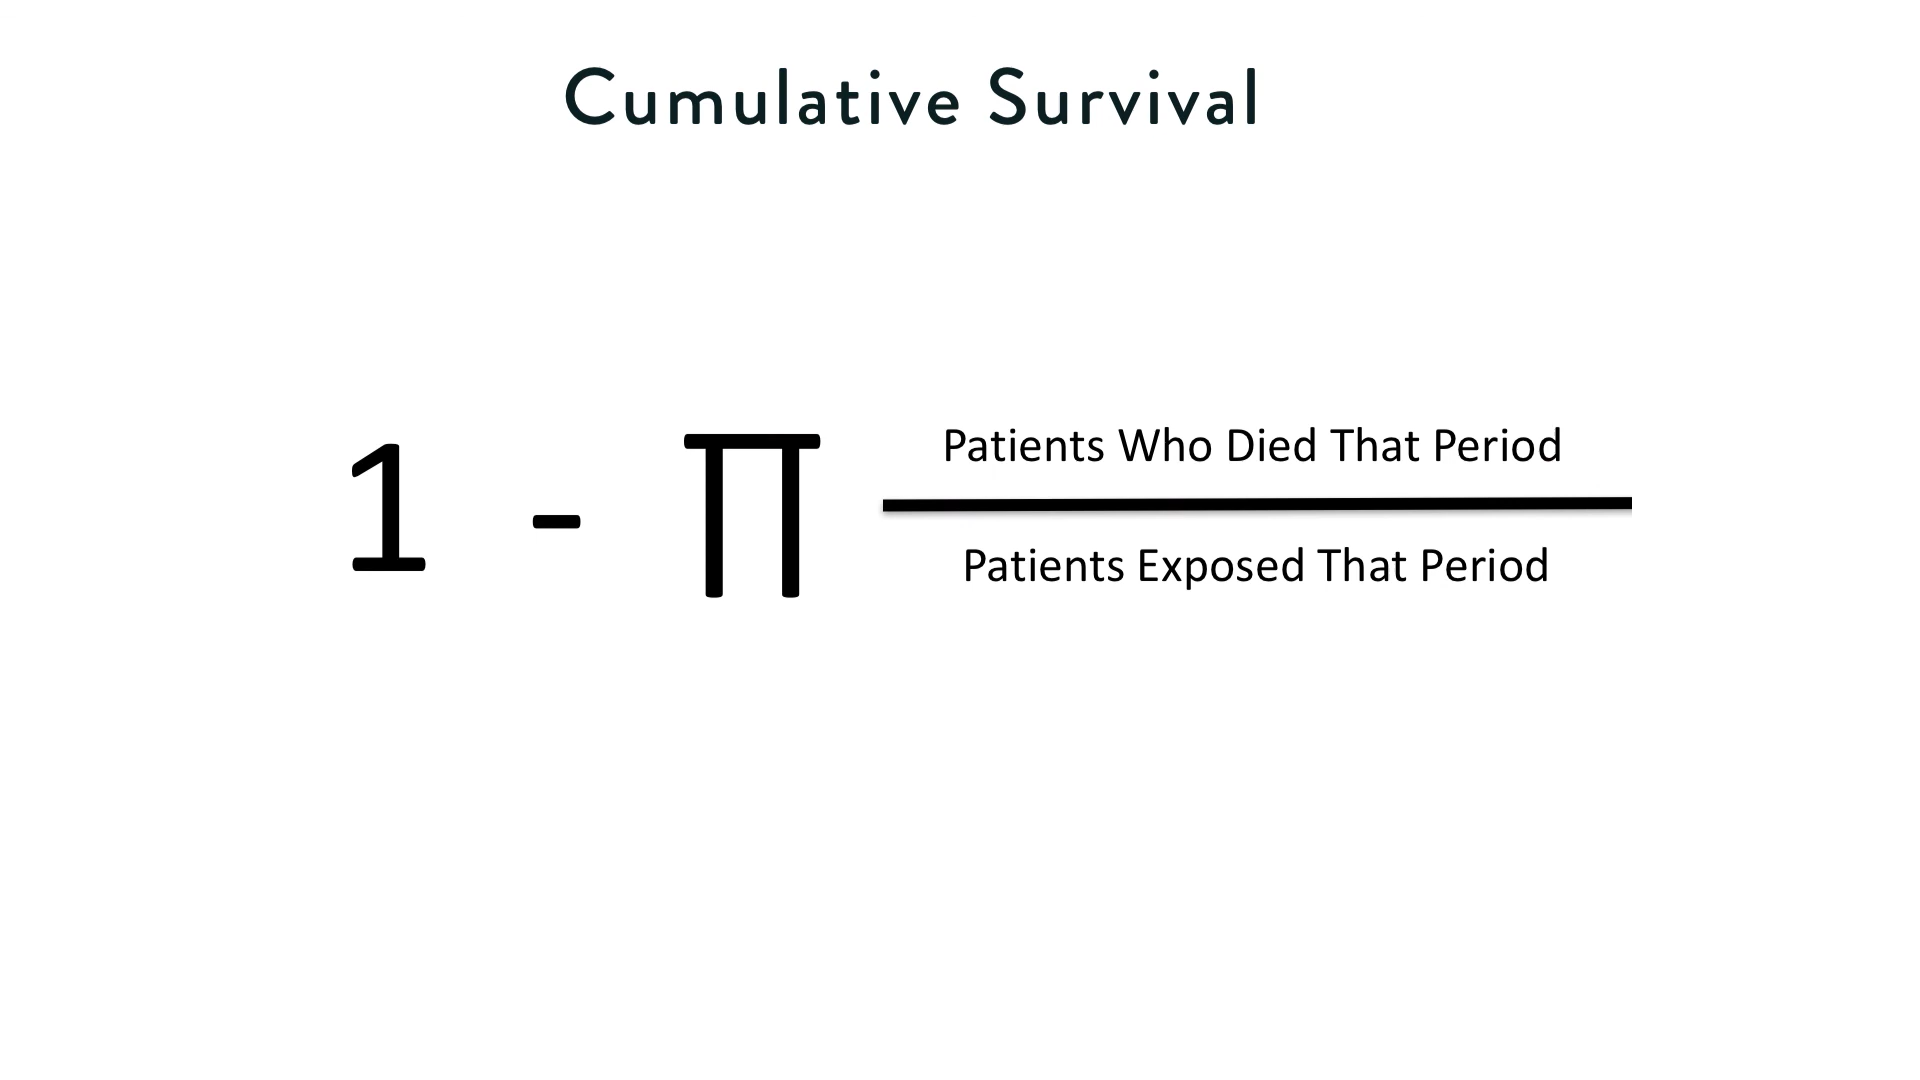 Cumulative Survival
1 - ∏
Patients Who Died That Period
Patients Exposed That Period